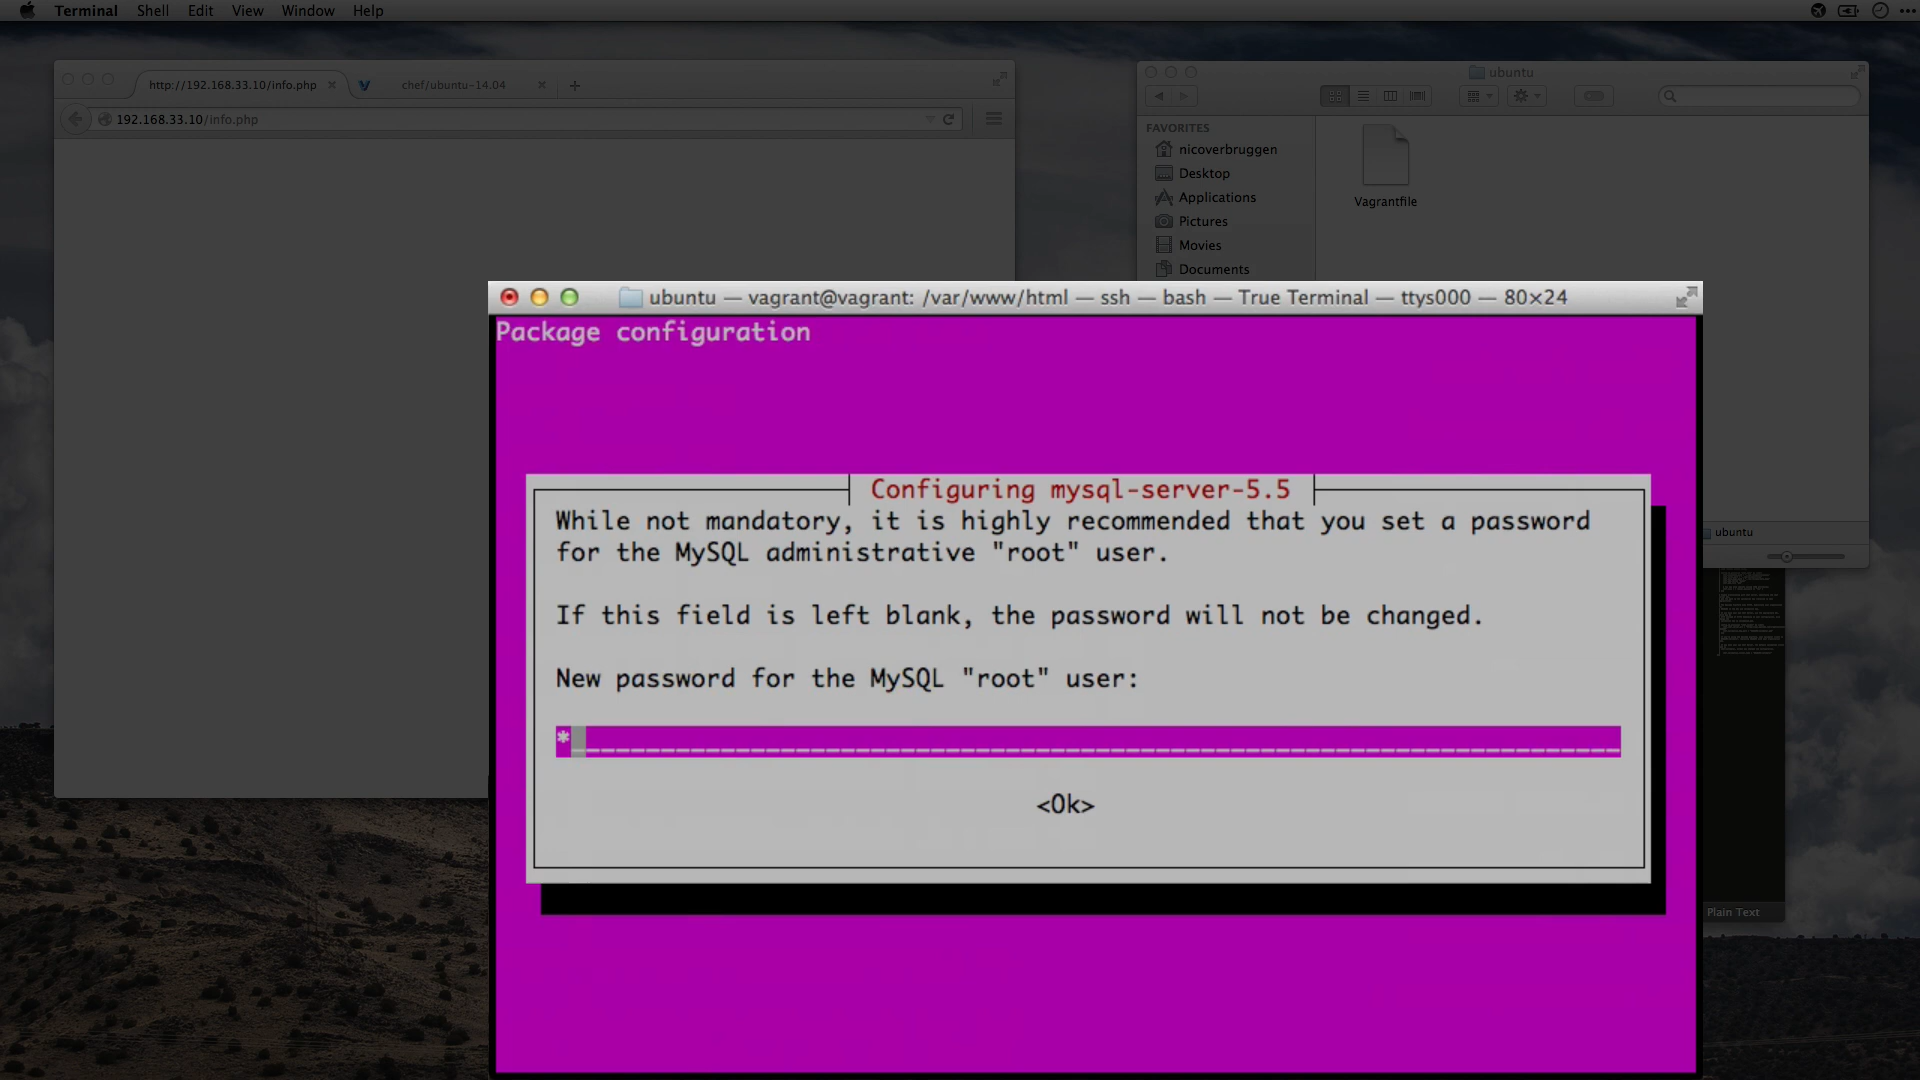 Terminal Shell Edit View Window Help
http://192.168.33.10/info.php
chef/ubuntu-14.04
192.168.33.10/info.php
ubuntu
FAVORITES
nicoverbruggen
Desktop
Applications
Pictures
Movies
Documents
Vagrantfile
ubuntu — vagrant@vagrant: /var/www/html — ssh — bash — True Terminal — ttys000 — 80×24
Package configuration
Configuring mysql-server-5.5
While not mandatory, it is highly recommended that you set a password
for the MySQL administrative "root" user.
If this field is left blank, the password will not be changed.
New password for the MySQL "root" user:
*
<Ok>
ubuntu
Plain Text